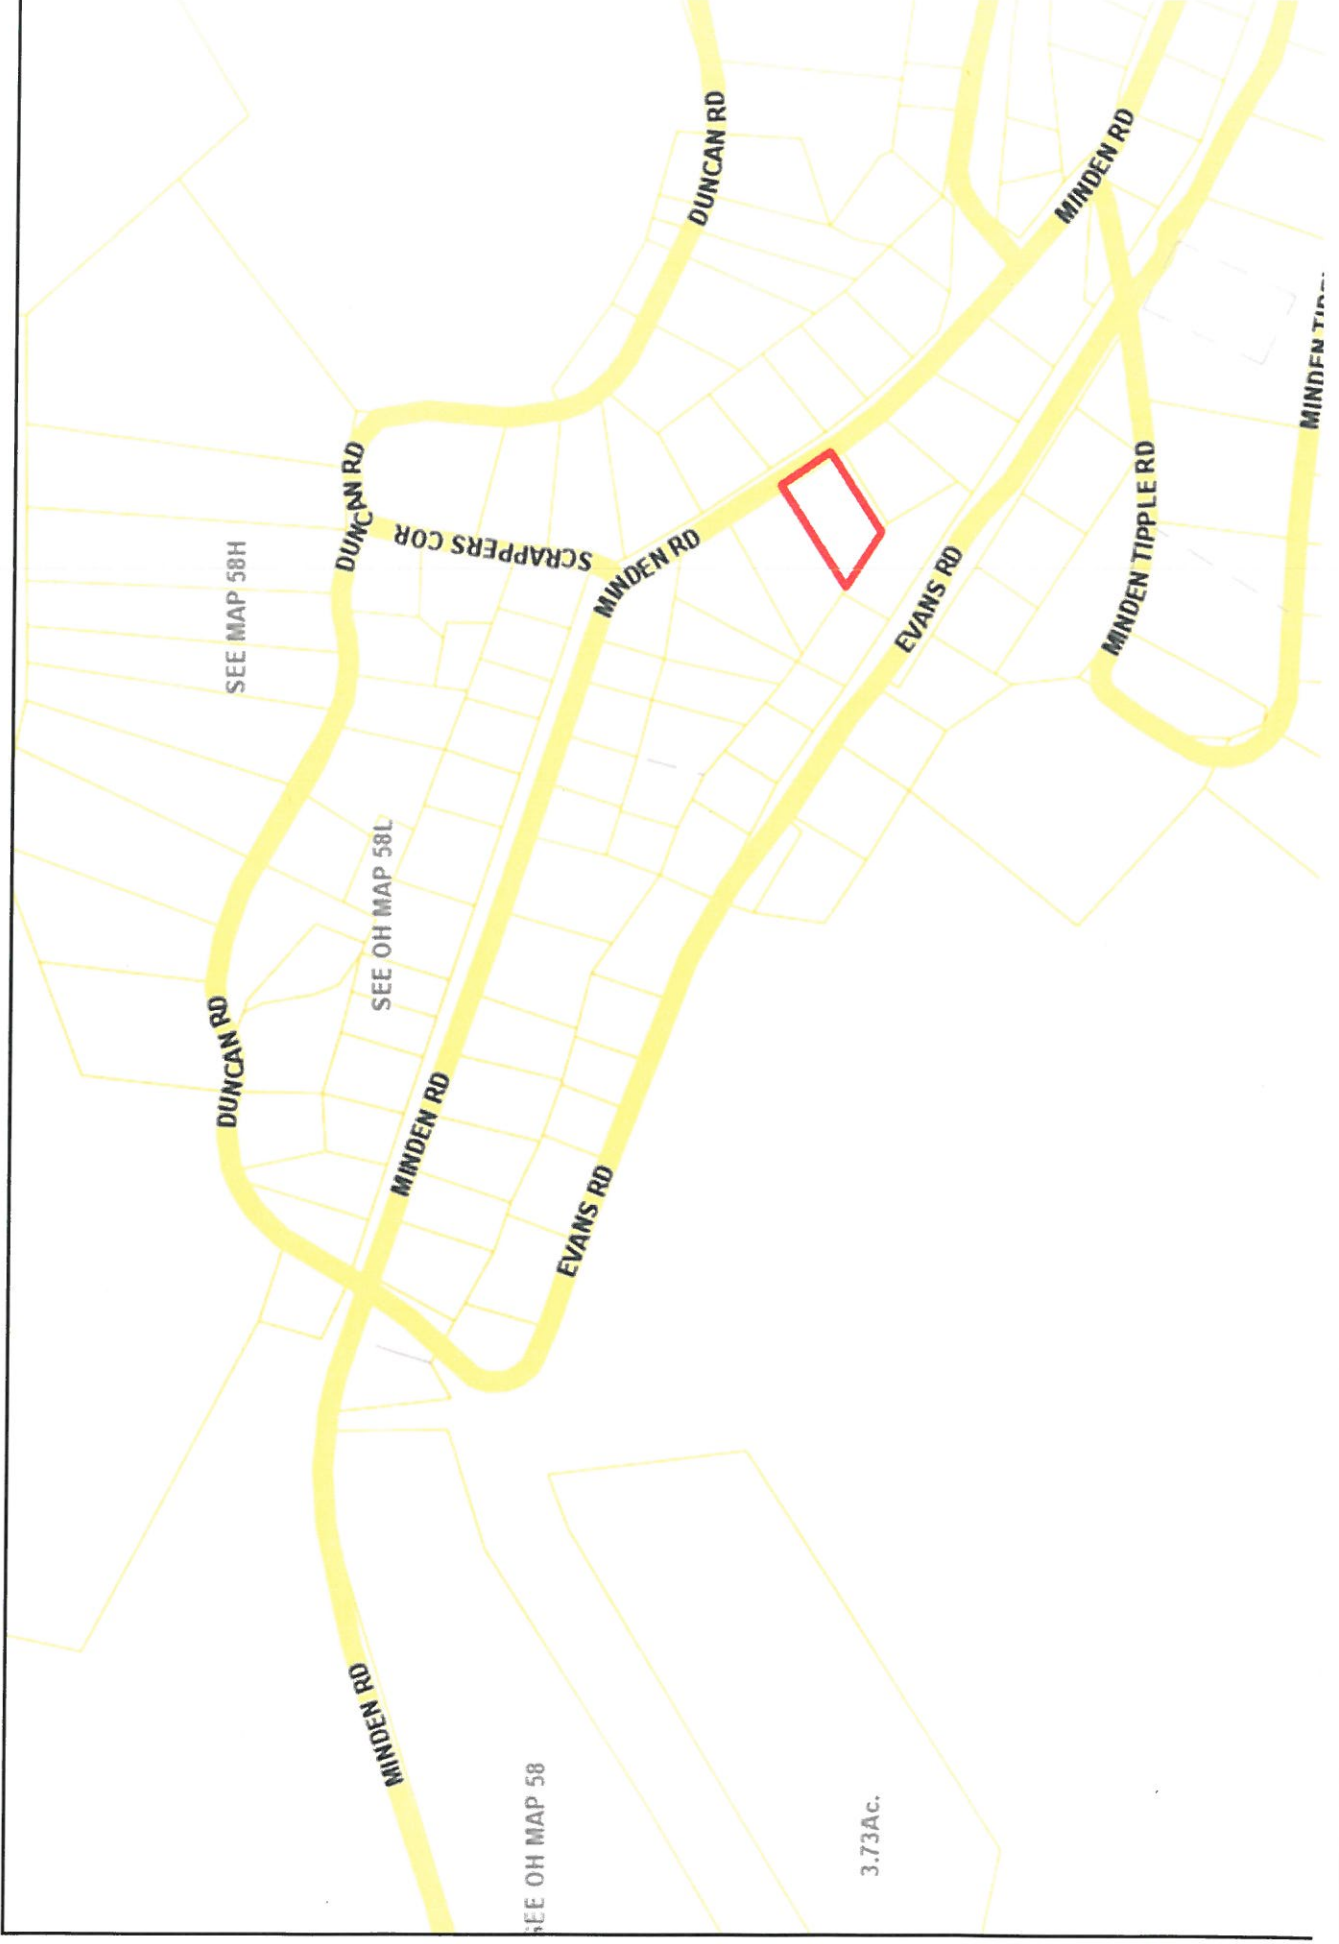 DUNCAN RD
SEE MAP 58H
DUNCAN RD
MINDEN RD
SEE OH MAP 58L
MINDEN RD
SCRAPPERS COR
SEE OH MAP 58
EVANS RD
MINDEN RD
DUNCAN RD
3.73Ac.
EVANS RD
MINDEN RD
MINDEN TIPPLE RD
MINDEN